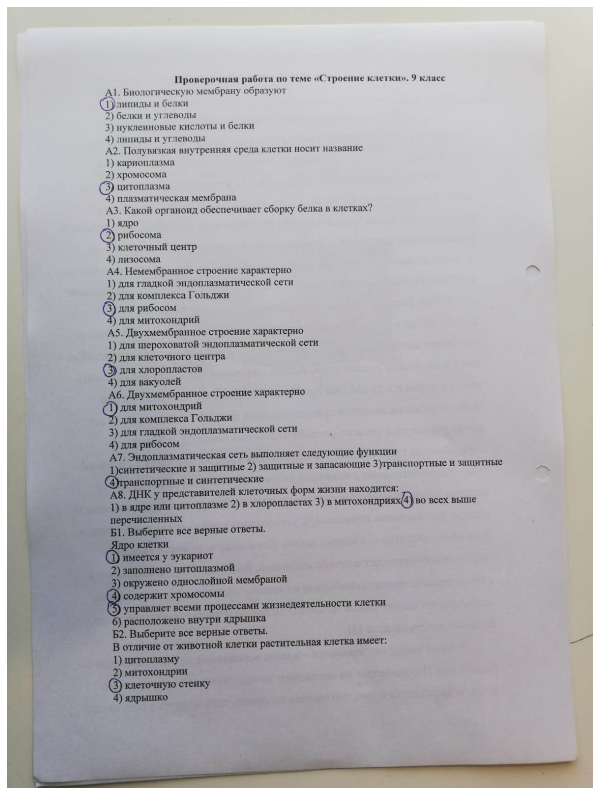 Проверочная работа по теме «Строение клетки». 9 класс
А1. Биологическую мембрану образуют
1) липиды и белки
2) белки и углеводы
3) нуклеиновые кислоты и белки
4) липиды и углеводы
А2. Полувязкая внутренняя среда клетки носит название
1) кариоплазма
2) хромосома
3) цитоплазма
4) плазматическая мембрана
А3. Какой органоид обеспечивает сборку белка в клетках?
1) ядро
2) рибосома
3) клеточный центр
4) лизосома
А4. Немембранное строение характерно
1) для гладкой эндоплазматической сети
2) для комплекса Гольджи
3) для рибосом
4) для митохондрий
А5. Двухмембранное строение характерно
1) для шероховатой эндоплазматической сети
2) для клеточного центра
3) для хлоропластов
4) для вакуолей
А6. Двухмембранное строение характерно
1) для митохондрий
2) для комплекса Гольджи
3) для гладкой эндоплазматической сети
4) для рибосом
А7. Эндоплазматическая сеть выполняет следующие функции
1)синтетические и защитные 2) защитные и запасающие 3)транспортные и защитные
4)транспортные и синтетические
А8. ДНК у представителей клеточных форм жизни находится:
1) в ядре или цитоплазме 2) в хлоропластах 3) в митохондриях 4) во всех выше
перечисленных
Б1. Выберите все верные ответы.
Ядро клетки
1) имеется у эукариот
2) заполнено цитоплазмой
3) окружено однослойной мембраной
4) содержит хромосомы
5) управляет всеми процессами жизнедеятельности клетки
6) расположено внутри ядрышка
Б2. Выберите все верные ответы.
В отличие от животной клетки растительная клетка имеет:
1) цитоплазму
2) митохондрии
3) клеточную стенку
4) ядрышко